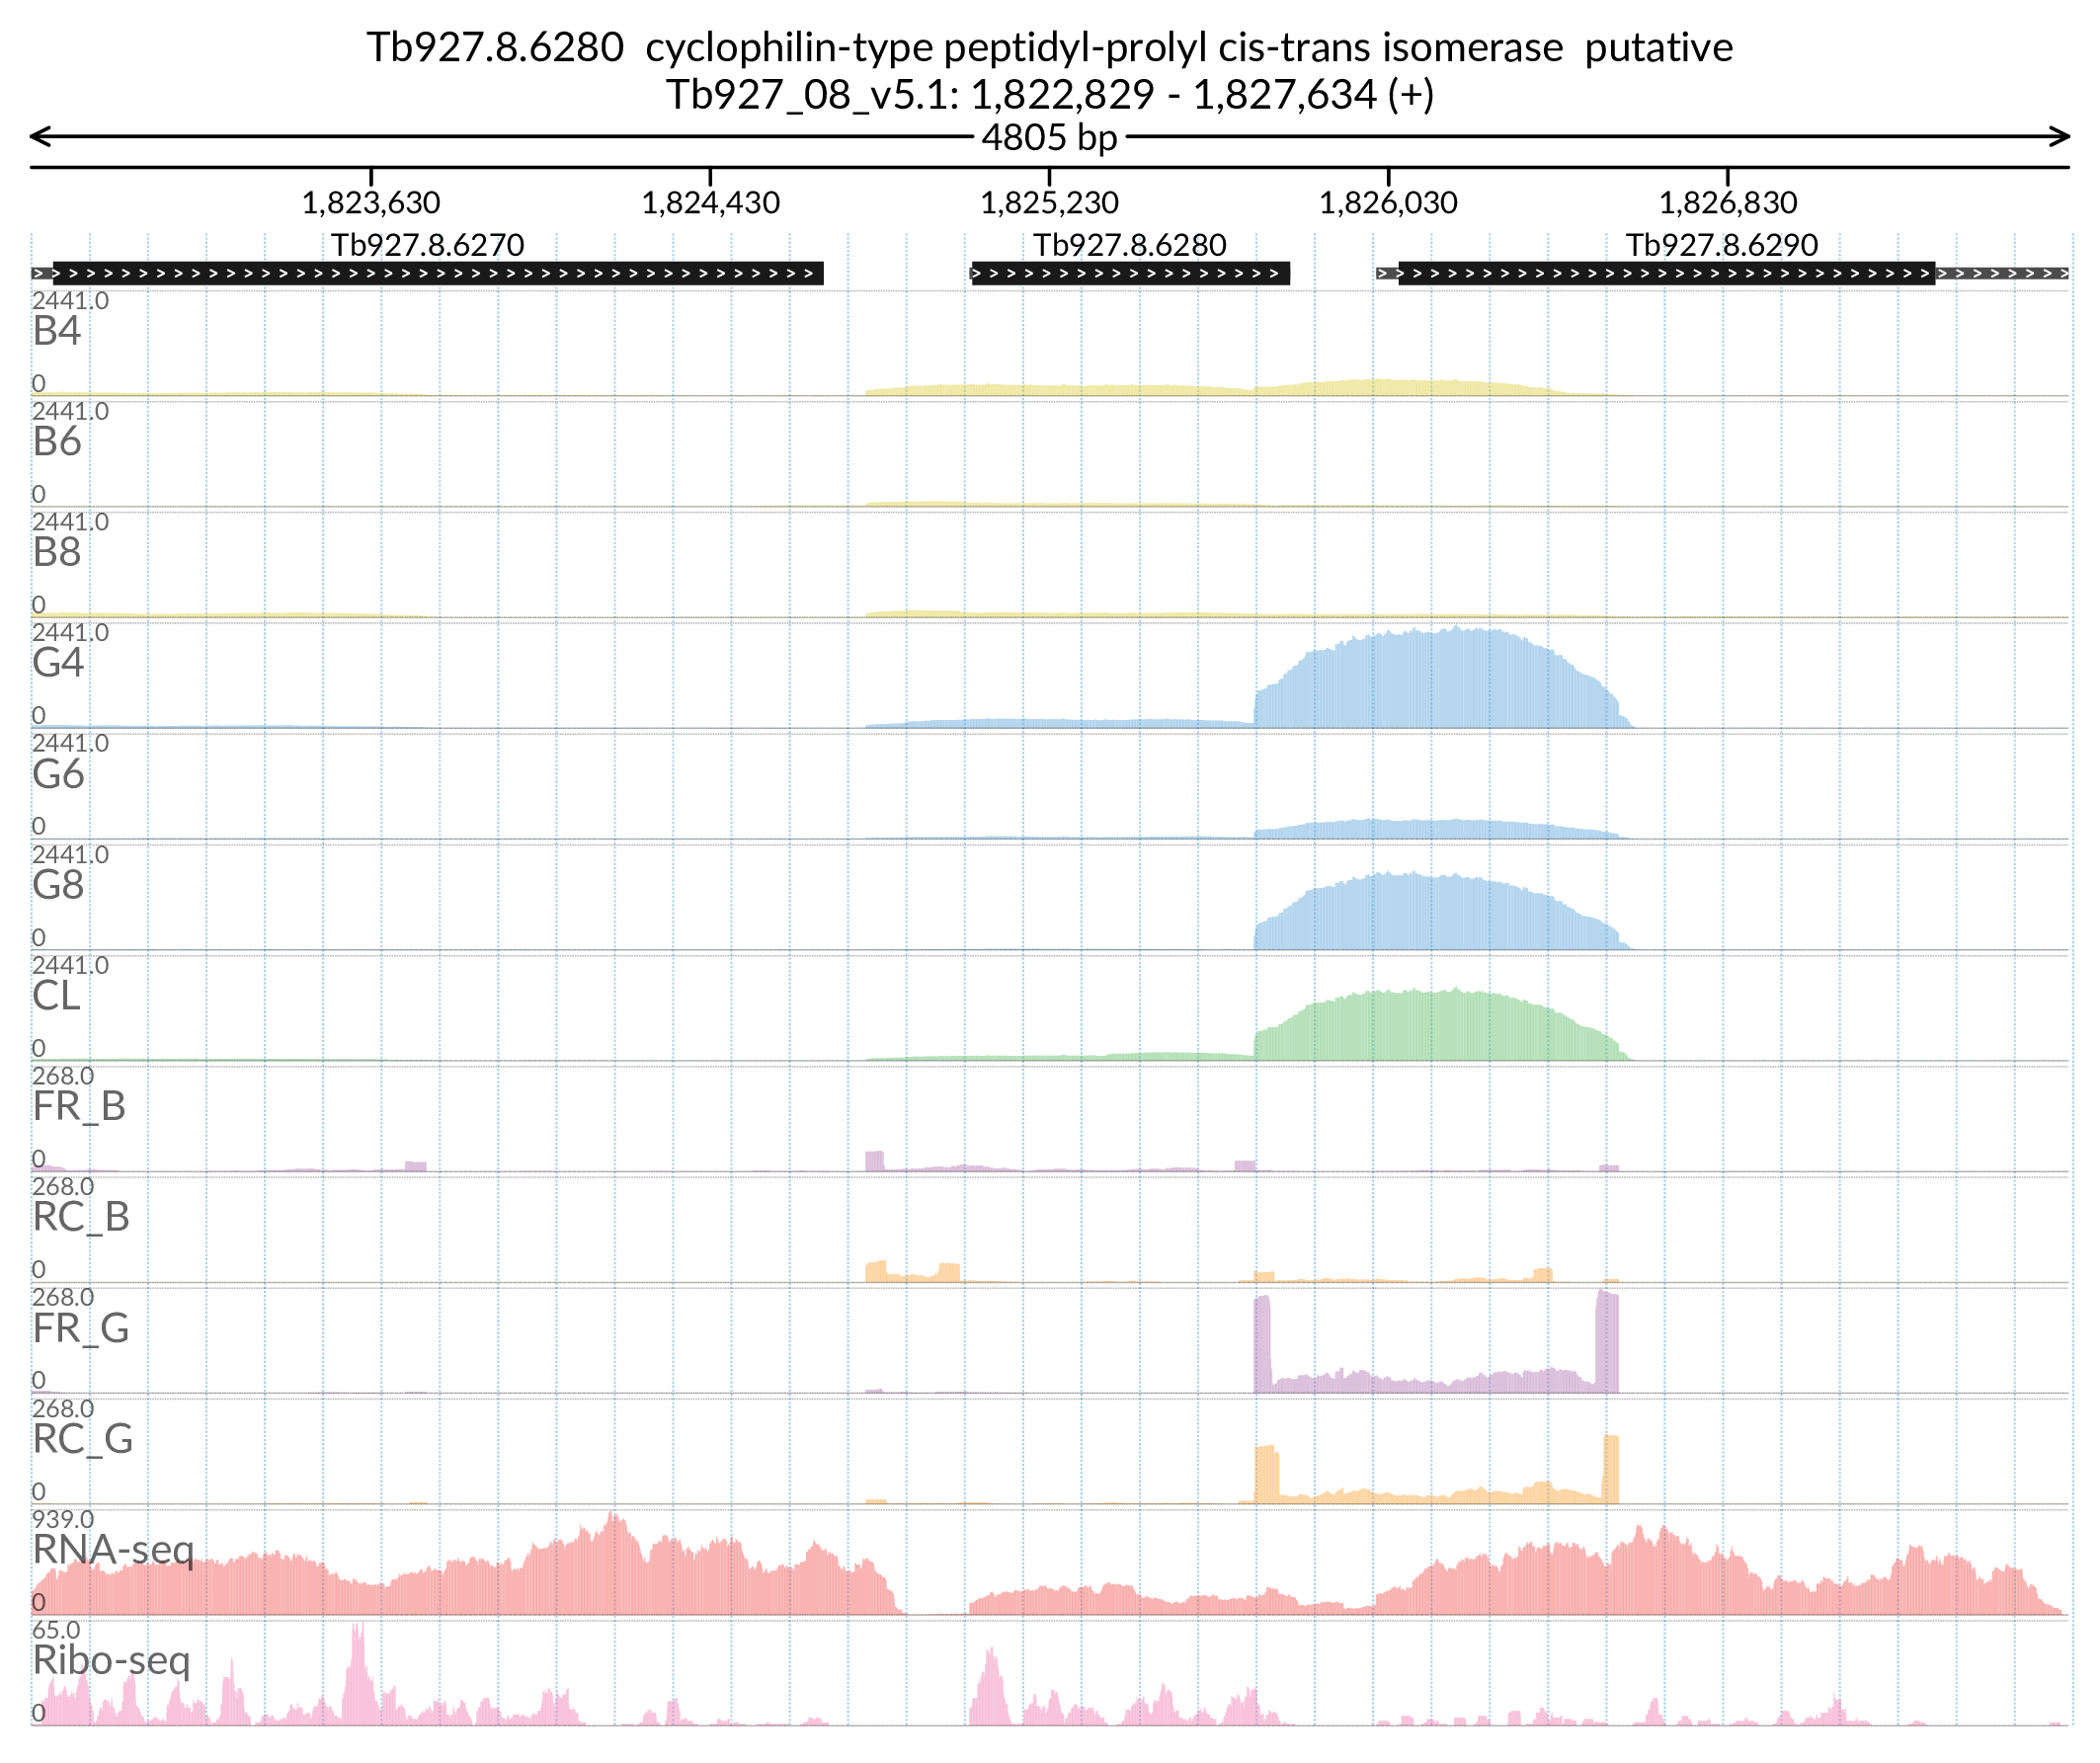 Tb927.8.6280  cyclophilin-type peptidyl-prolyl cis-trans isomerase  putative
Tb927_08_v5.1: 1,822,829 - 1,827,634 (+)
4805 bp
1,823,630 1,824,430 1,825,230 1,826,030 1,826,830
Tb927.8.6270 Tb927.8.6280 Tb927.8.6290
2441.0
B4
0
2441.0
B6
0
2441.0
B8
0
2441.0
G4
0
2441.0
G6
0
2441.0
G8
0
2441.0
CL
0
268.0
FR_B
0
268.0
RC_B
0
268.0
FR_G
0
268.0
RC_G
0
939.0
RNA-seq
0
65.0
Ribo-seq
0